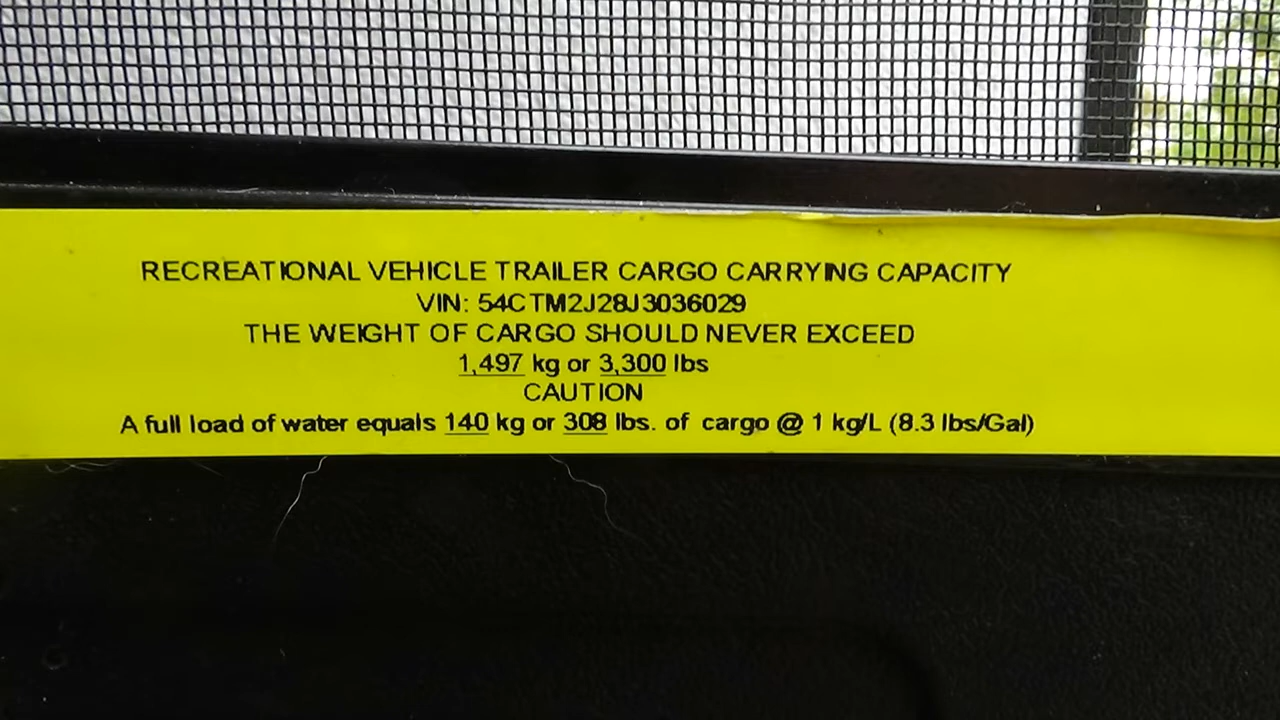 RECREATIONAL VEHICLE TRAILER CARGO CARRYING CAPACITY
VIN: 54CTM2J28J3036029
THE WEIGHT OF CARGO SHOULD NEVER EXCEED
1,497 kg or 3,300 lbs
CAUTION
A full load of water equals 140 kg or 308 lbs. of cargo @ 1 kg/L (8.3 lbs/Gal)